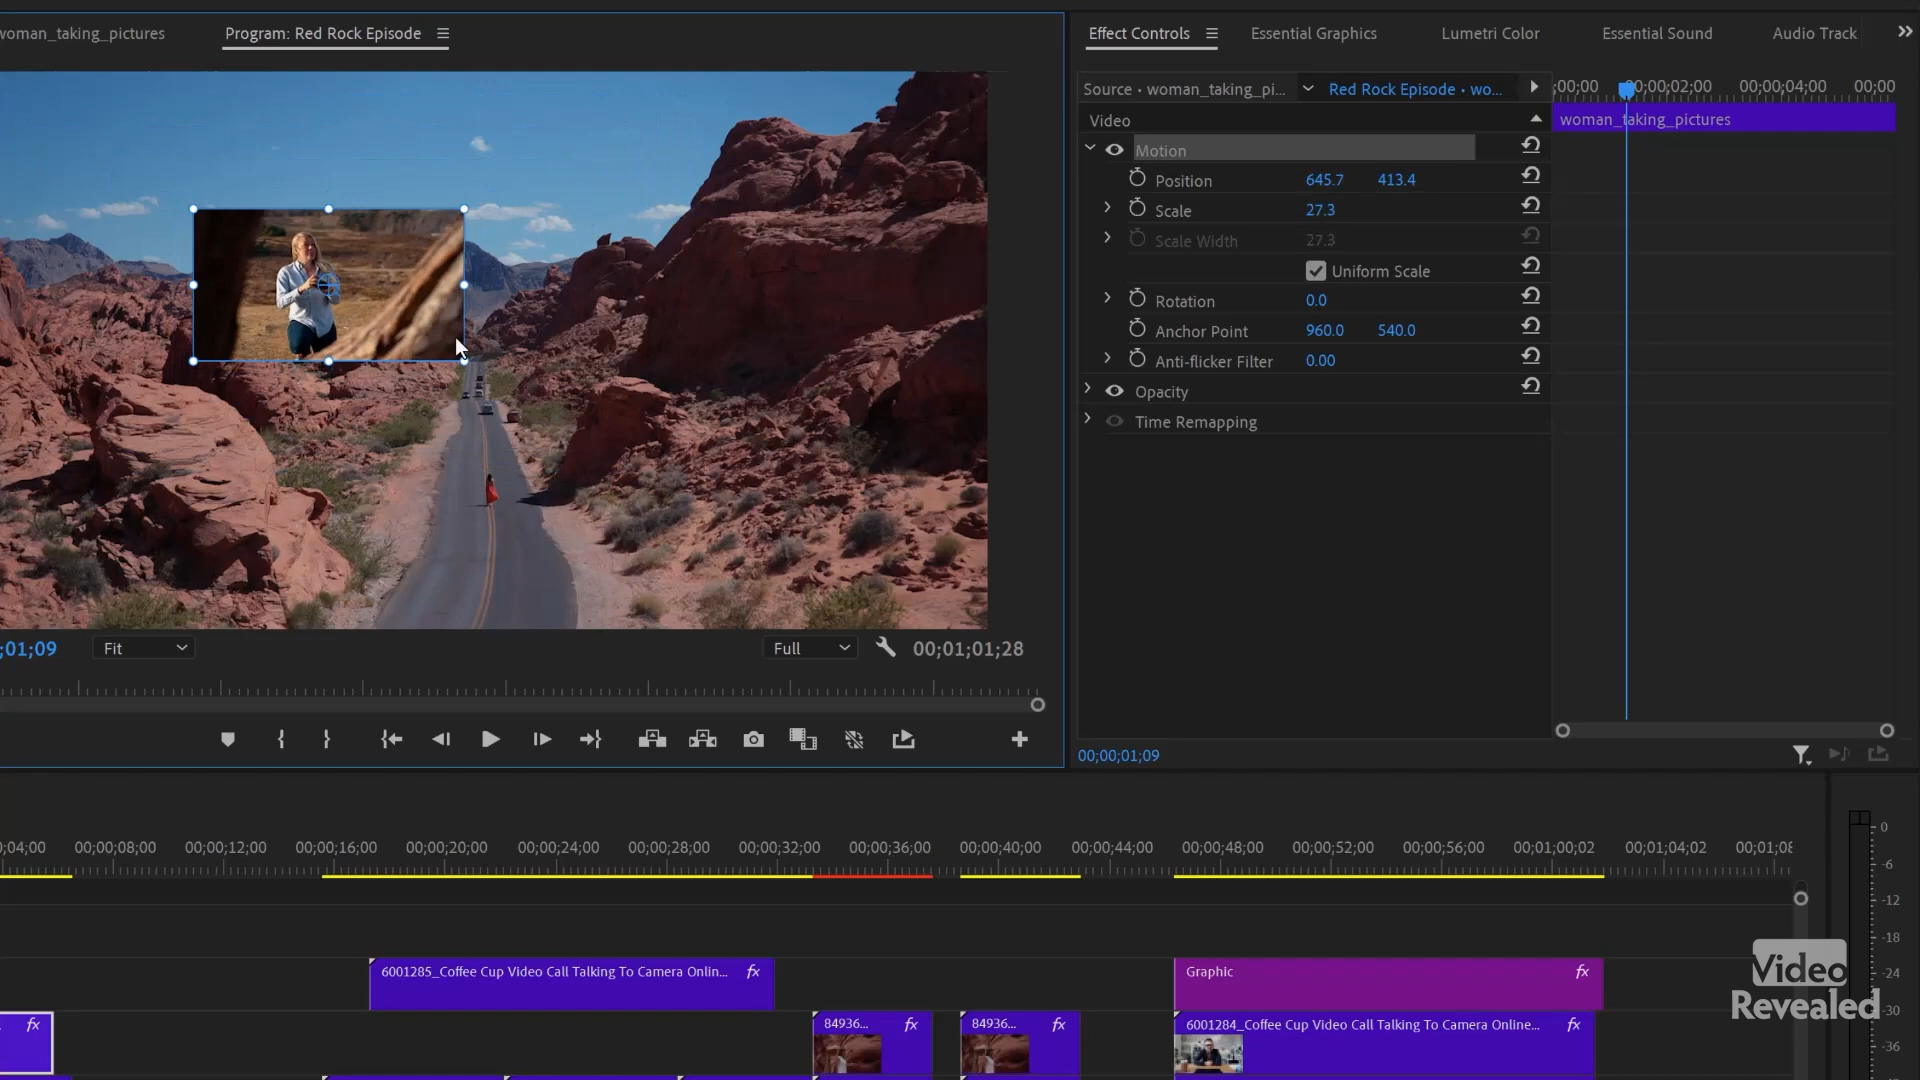 woman_taking_pictures
Program: Red Rock Episode
Effect Controls
Essential Graphics
Lumetri Color
Essential Sound
Audio Track
Source • woman_taking_pi...
Red Rock Episode • wo...
;00;00
00;00;02;00
00;00;04;00
00;00
Video
woman_taking_pictures
Motion
Position 645.7 413.4
Scale 27.3
Scale Width 27.3
Uniform Scale
Rotation 0.0
Anchor Point 960.0 540.0
Anti-flicker Filter 0.00
Opacity
Time Remapping
;01;09
Fit
Full
00;01;01;28
00;00;01;09
;04;00
00;00;08;00
00;00;12;00
00;00;16;00
00;00;20;00
00;00;24;00
00;00;28;00
00;00;32;00
00;00;36;00
00;00;40;00
00;00;44;00
00;00;48;00
00;00;52;00
00;00;56;00
00;01;00;02
00;01;04;02
00;01;08
0
-6
-12
-18
-24
-30
-36
6001285_Coffee Cup Video Call Talking To Camera Onlin... fx
Graphic fx
fx
84936... fx
84936... fx
6001284_Coffee Cup Video Call Talking To Camera Online... fx
Video
Revealed